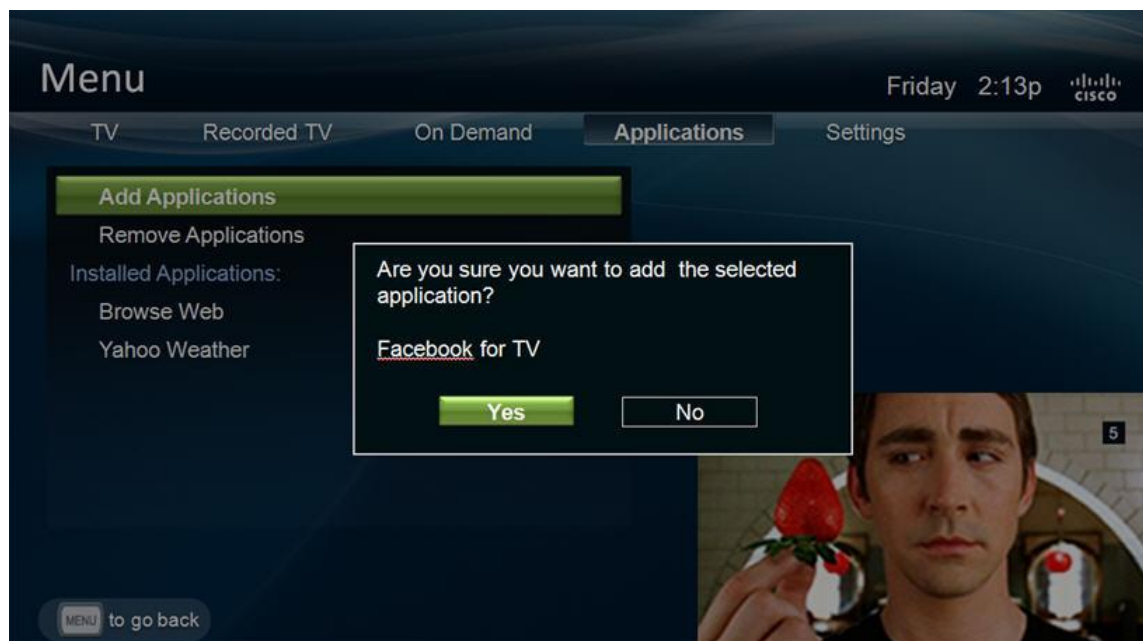 Menu
Friday 2:13p
CISCO
TV Recorded TV On Demand Applications Settings
Add Applications
Remove Applications
Installed Applications:
Browse Web
Yahoo Weather
Are you sure you want to add the selected
application?
Facebook for TV
Yes No
5
MENU to go back